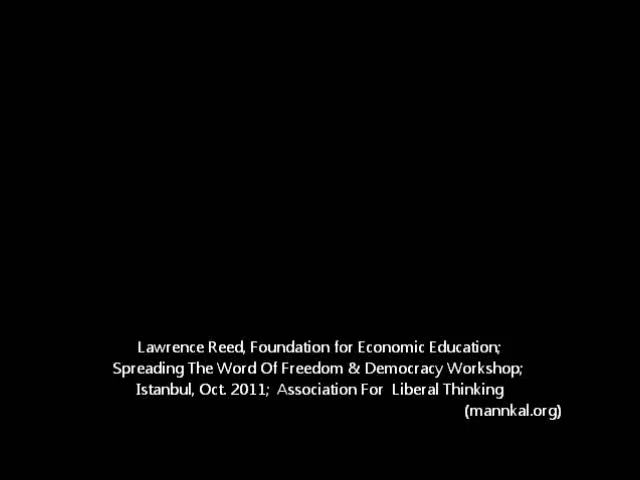 Lawrence Reed, Foundation for Economic Education;
Spreading The Word Of Freedom & Democracy Workshop;
Istanbul, Oct. 2011;  Association For  Liberal Thinking
(mannkal.org)